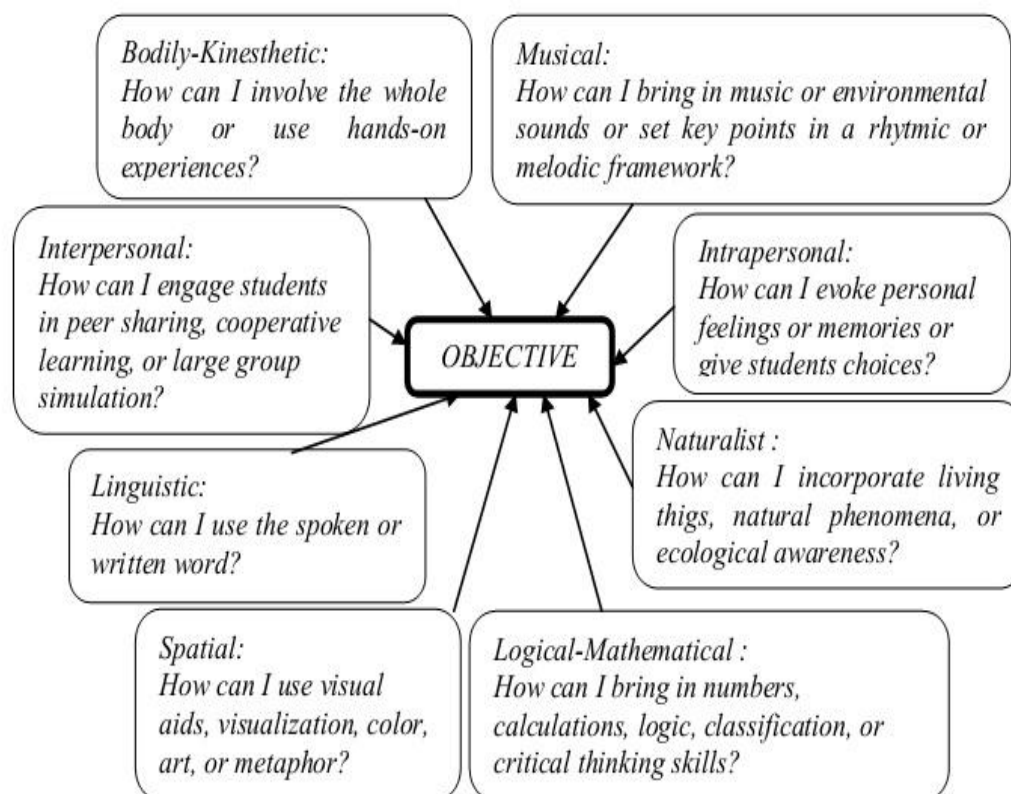 Bodily-Kinesthetic:
How can I involve the whole
body or use hands-on
experiences?
Musical:
How can I bring in music or environmental
sounds or set key points in a rhytmic or
melodic framework?
Interpersonal:
How can I engage students
in peer sharing, cooperative
learning, or large group
simulation?
Intrapersonal:
How can I evoke personal
feelings or memories or
give students choices?
OBJECTIVE
Linguistic:
How can I use the spoken or
written word?
Naturalist :
How can I incorporate living
thigs, natural phenomena, or
ecological awareness?
Spatial:
How can I use visual
aids, visualization, color,
art, or metaphor?
Logical-Mathematical :
How can I bring in numbers,
calculations, logic, classification, or
critical thinking skills?